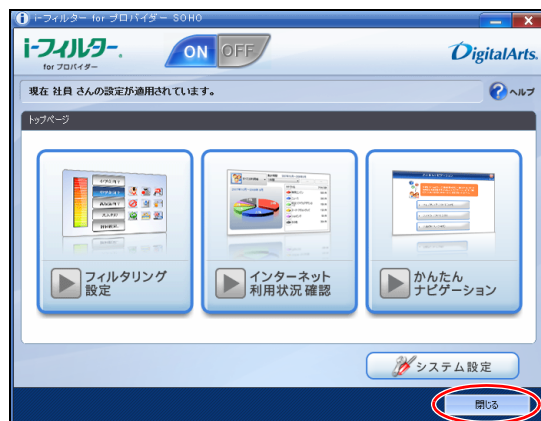 i-フィルター for プロバイダー SOHO
i-フィルター.
for プロバイダー
ON OFF
DigitalArts.
現在 社員 さんの設定が適用されています。
ヘルプ
トップページ
フィルタリング
設定
インターネット
利用状況 確認
かんたん
ナビゲーション
システム設定
閉じる